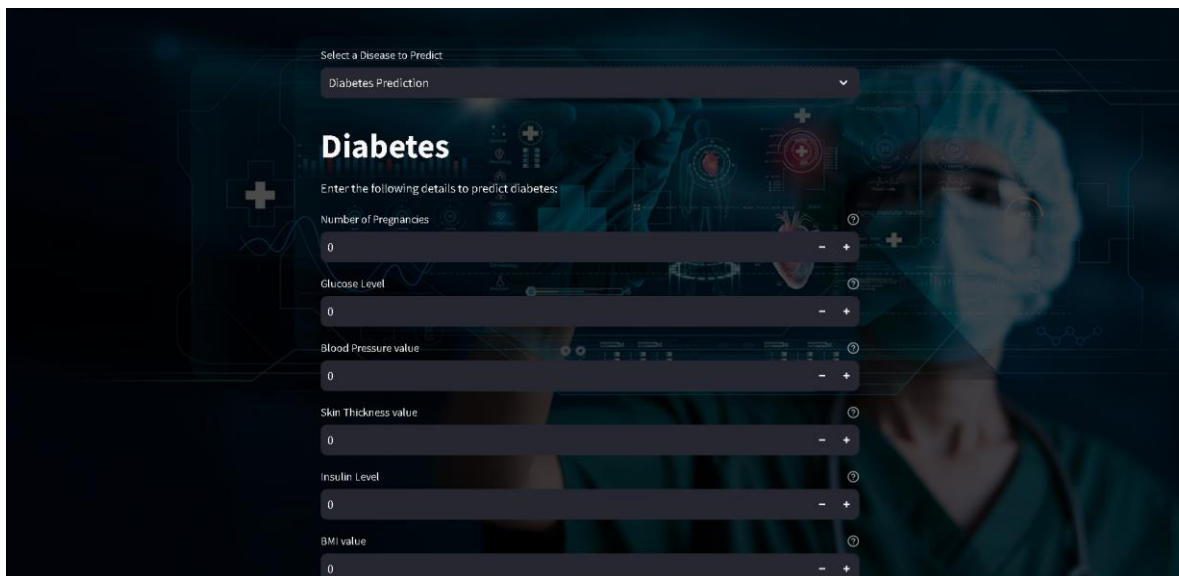 Select a Disease to Predict
Diabetes Prediction
Diabetes
Enter the following details to predict diabetes:
Number of Pregnancies
0
Glucose Level
0
Blood Pressure value
0
Skin Thickness value
0
Insulin Level
0
BMI value
0